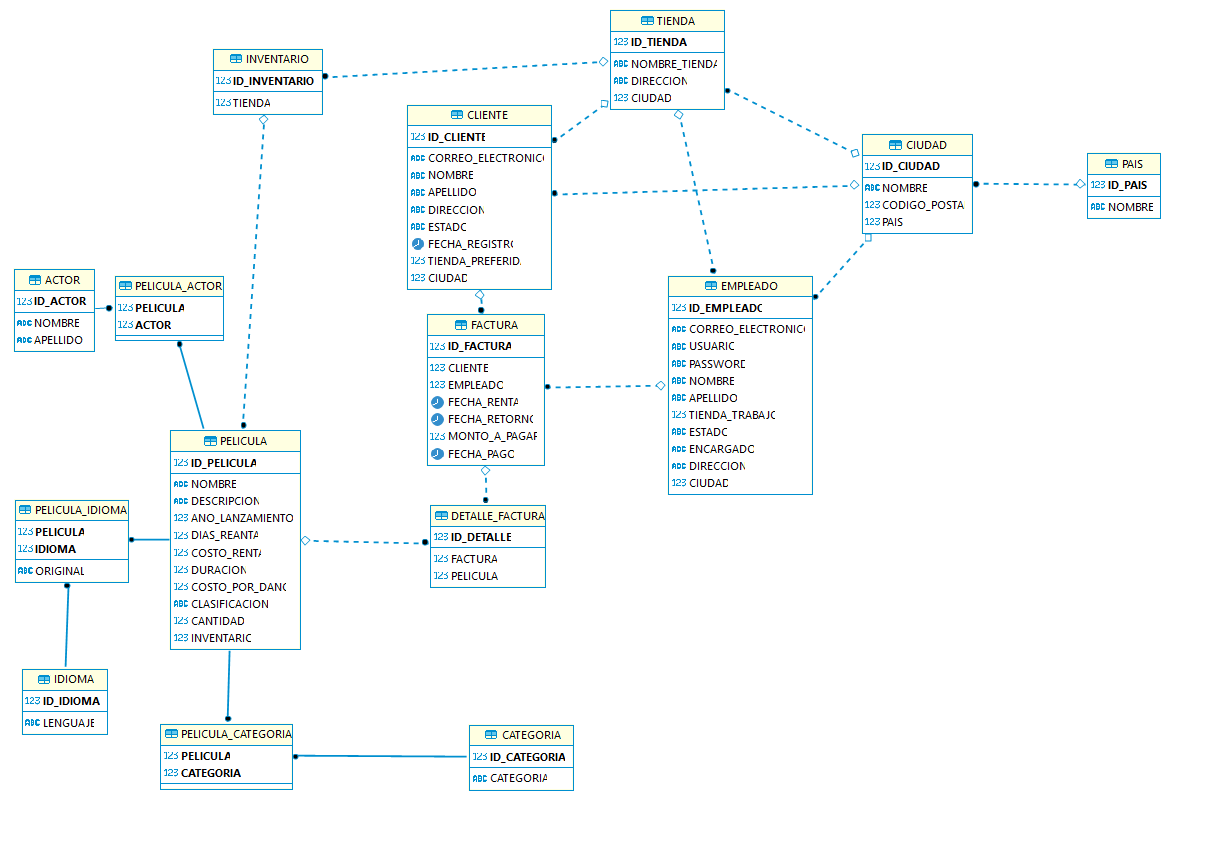 TIENDA
123 ID_TIENDA
ABC NOMBRE_TIENDA
ABC DIRECCION
123 CIUDAD
INVENTARIO
123 ID_INVENTARIO
123 TIENDA
CLIENTE
123 ID_CLIENTE
ABC CORREO_ELECTRONICO
ABC NOMBRE
ABC APELLIDO
ABC DIRECCION
ABC ESTADO
FECHA_REGISTRO
123 TIENDA_PREFERIDA
123 CIUDAD
CIUDAD
123 ID_CIUDAD
ABC NOMBRE
123 CODIGO_POSTA
123 PAIS
PAIS
123 ID_PAIS
ABC NOMBRE
ACTOR
123 ID_ACTOR
ABC NOMBRE
ABC APELLIDO
PELICULA_ACTOR
123 PELICULA
123 ACTOR
EMPLEADO
123 ID_EMPLEADO
ABC CORREO_ELECTRONICO
ABC USUARIO
ABC PASSWORD
ABC NOMBRE
ABC APELLIDO
123 TIENDA_TRABAJO
ABC ESTADO
ABC ENCARGADO
ABC DIRECCION
123 CIUDAD
FACTURA
123 ID_FACTURA
123 CLIENTE
123 EMPLEADO
FECHA_RENTA
FECHA_RETORNO
123 MONTO_A_PAGAR
FECHA_PAGO
PELICULA
123 ID_PELICULA
ABC NOMBRE
ABC DESCRIPCION
123 ANO_LANZAMIENTO
123 DIAS_REANTA
123 COSTO_RENTA
123 DURACION
123 COSTO_POR_DANO
ABC CLASIFICACION
123 CANTIDAD
123 INVENTARIO
PELICULA_IDIOMA
123 PELICULA
123 IDIOMA
ABC ORIGINAL
DETALLE_FACTURA
123 ID_DETALLE
123 FACTURA
123 PELICULA
IDIOMA
123 ID_IDIOMA
ABC LENGUAJE
PELICULA_CATEGORIA
123 PELICULA
123 CATEGORIA
CATEGORIA
123 ID_CATEGORIA
ABC CATEGORIA